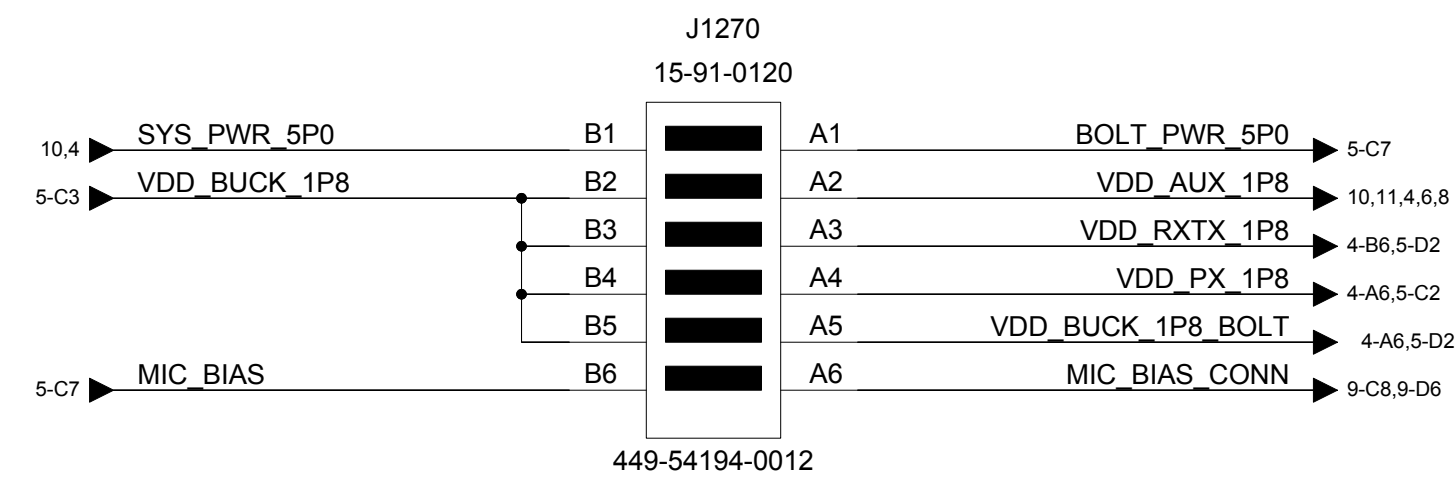 J1270
15-91-0120
10,4 SYS_PWR_5P0 B1 A1 BOLT_PWR_5P0 5-C7
5-C3 VDD_BUCK_1P8 B2 A2 VDD_AUX_1P8 10,11,4,6,8
B3 A3 VDD_RXTX_1P8 4-B6,5-D2
B4 A4 VDD_PX_1P8 4-A6,5-C2
B5 A5 VDD_BUCK_1P8_BOLT 4-A6,5-D2
5-C7 MIC_BIAS B6 A6 MIC_BIAS_CONN 9-C8,9-D6
449-54194-0012